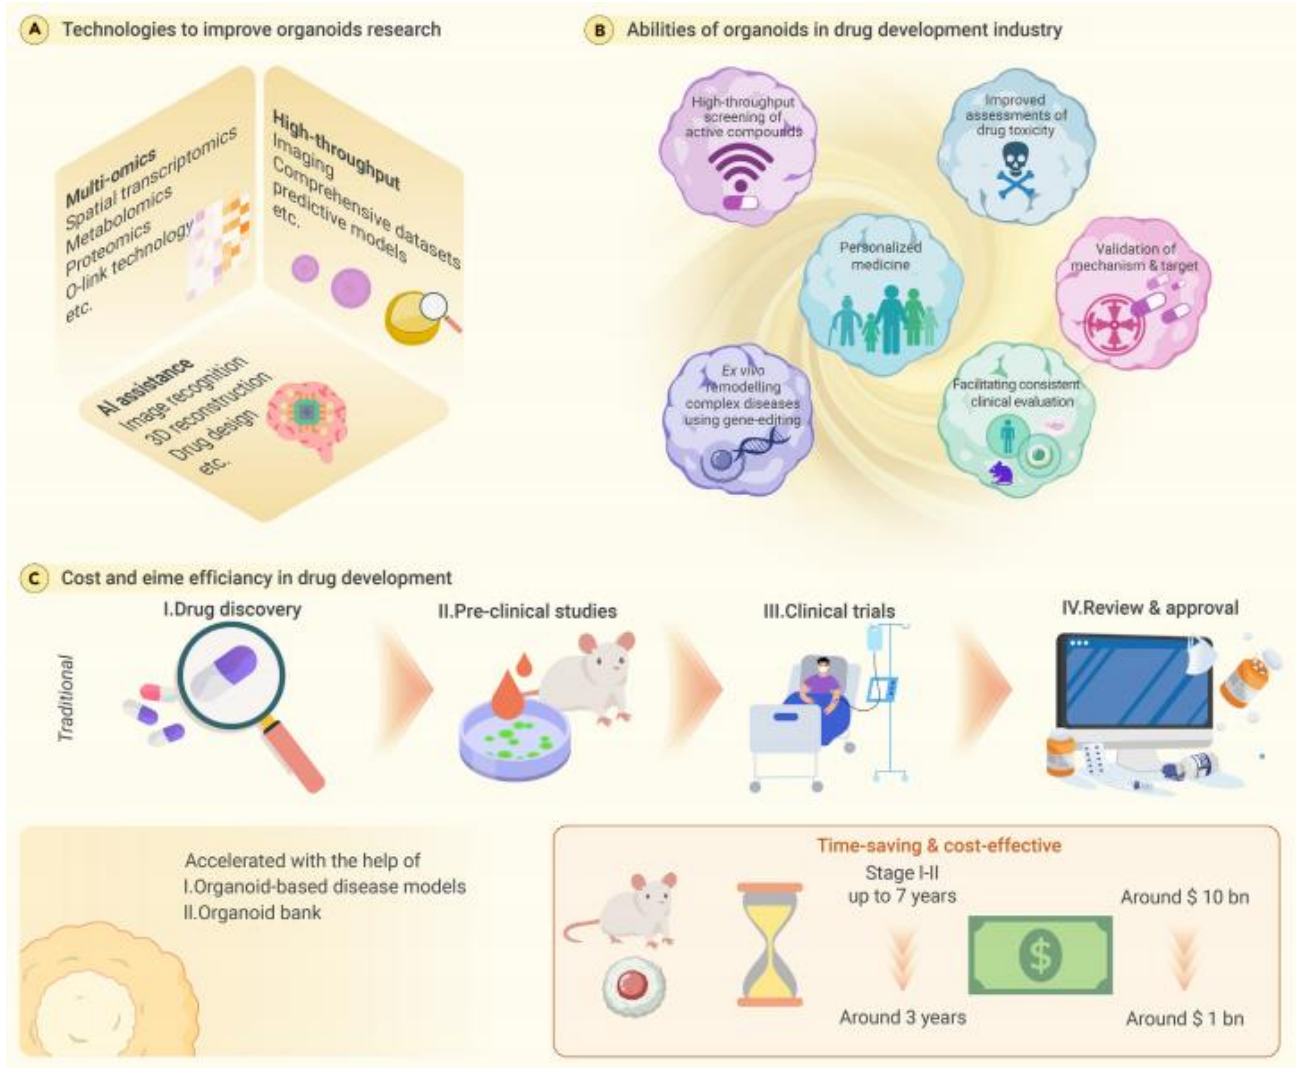 A Technologies to improve organoids research
Multi-omics
Spatial transcriptomics
Metabolomics
Proteomics
O-link technology
etc.
High-throughput
Imaging
Comprehensive datasets
predictive models
etc.
AI assistance
Image recognition
3D reconstruction
Drug design
etc.
B Abilities of organoids in drug development industry
High-throughput
screening of
active compounds
Improved
assessments of
drug toxicity
Personalized
medicine
Validation of
mechanism & target
Ex vivo
remodelling
complex diseases
using gene-editing
Facilitating consistent
clinical evaluation
C Cost and eime efficiancy in drug development
Traditional
I.Drug discovery
II.Pre-clinical studies
III.Clinical trials
IV.Review & approval
Accelerated with the help of
I.Organoid-based disease models
II.Organoid bank
Time-saving & cost-effective
Stage I-II
up to 7 years
Around 3 years
$
Around $ 10 bn
Around $ 1 bn